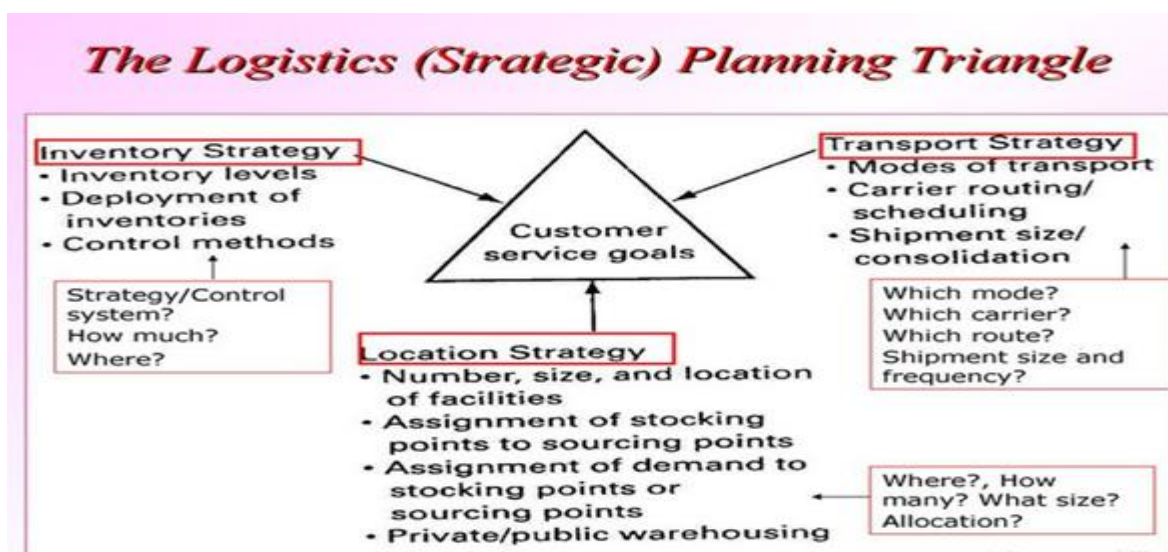 The Logistics (Strategic) Planning Triangle
Inventory Strategy
• Inventory levels
• Deployment of
inventories
• Control methods
Strategy/Control
system?
How much?
Where?
Customer
service goals
Transport Strategy
• Modes of transport
• Carrier routing/
scheduling
• Shipment size/
consolidation
Which mode?
Which carrier?
Which route?
Shipment size and
frequency?
Location Strategy
• Number, size, and location
of facilities
• Assignment of stocking
points to sourcing points
• Assignment of demand to
stocking points or
sourcing points
• Private/public warehousing
Where?, How
many? What size?
Allocation?